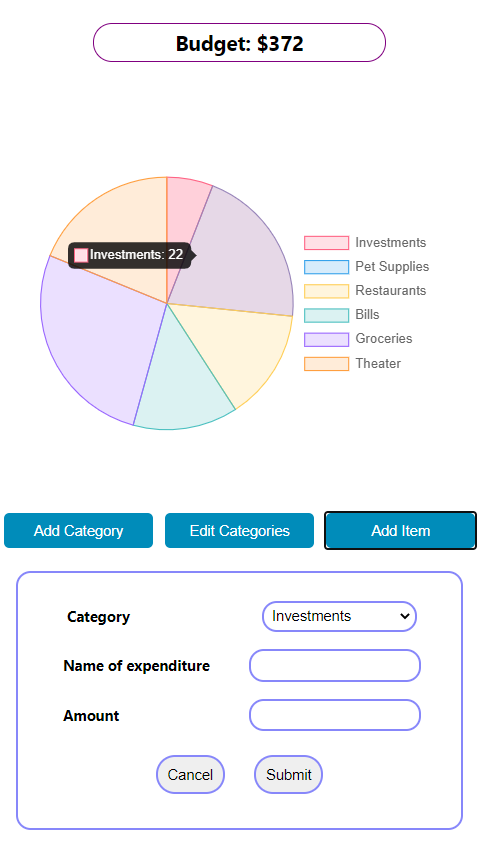 Budget: $372
Investments: 22
Investments
Pet Supplies
Restaurants
Bills
Groceries
Theater
Add Category
Edit Categories
Add Item
Category Investments
Name of expenditure
Amount
Cancel Submit